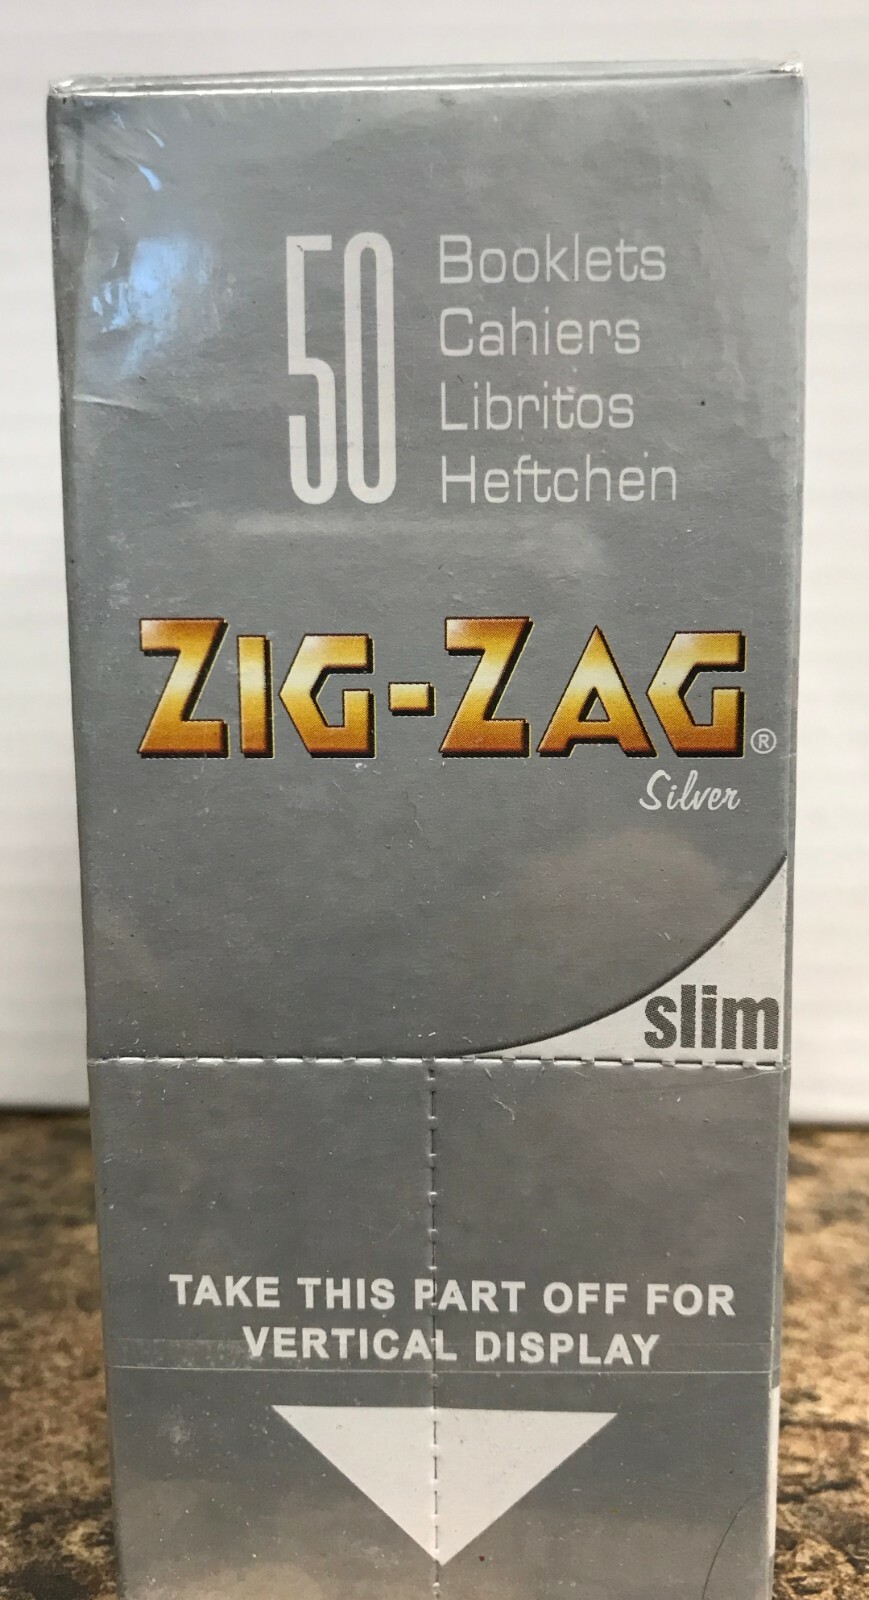 50
Booklets
Cahiers
Libritos
Heftchen
ZIG-ZAG®
Silver
slim
TAKE THIS PART OFF FOR
VERTICAL DISPLAY